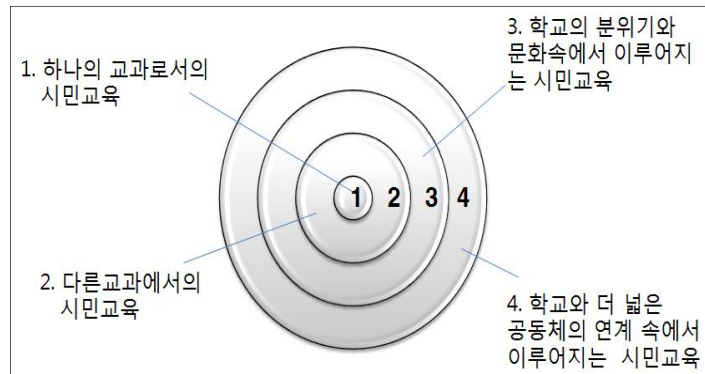 1. 하나의 교과로서의
시민교육
2. 다른교과에서의
시민교육
3. 학교의 분위기와
문화속에서 이루어지
는 시민교육
4. 학교와 더 넓은
공동체의 연계 속에서
이루어지는 시민교육
1 2 3 4